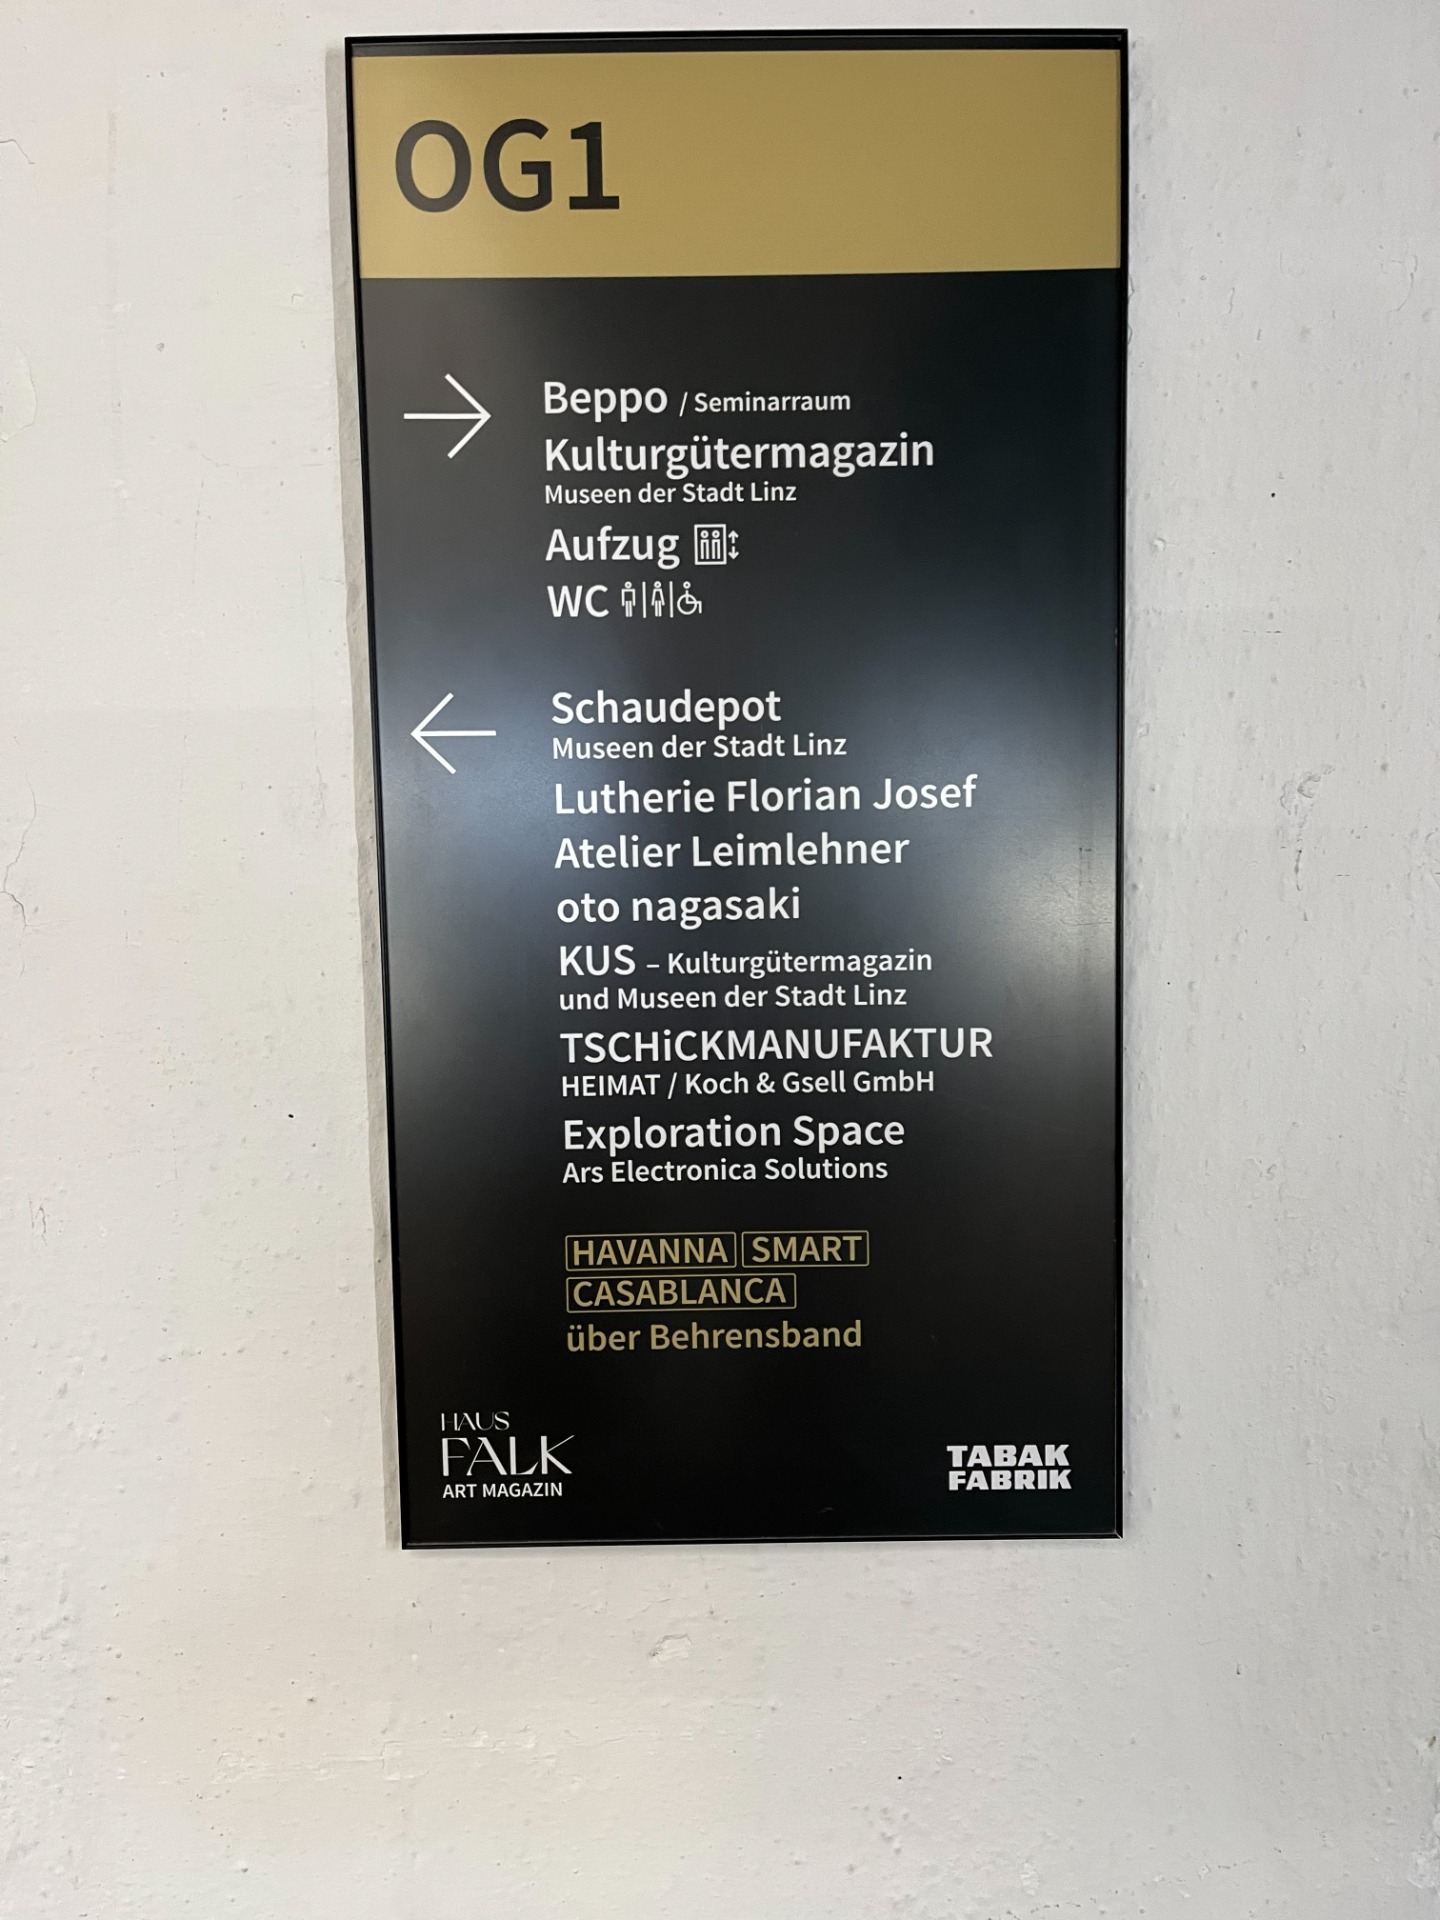 OG1
Beppo / Seminarraum
Kulturgütermagazin
Museen der Stadt Linz
Aufzug
WC
Schaudepot
Museen der Stadt Linz
Lutherie Florian Josef
Atelier Leimlehner
oto nagasaki
KUS – Kulturgütermagazin
und Museen der Stadt Linz
TSCHiCKMANUFAKTUR
HEIMAT / Koch & Gsell GmbH
Exploration Space
Ars Electronica Solutions
HAVANNA SMART
CASABLANCA
über Behrensband
HAUS
FALK
ART MAGAZIN
TABAK
FABRIK